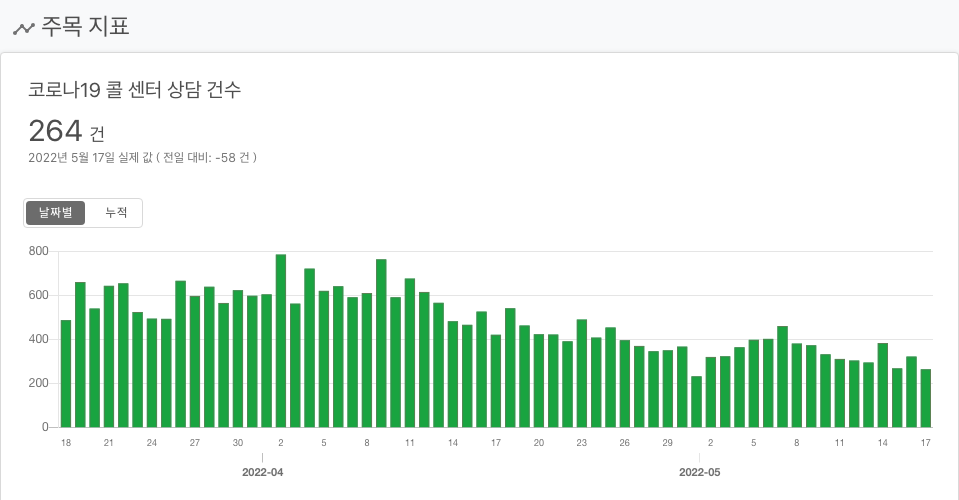 주목 지표
코로나19 콜 센터 상담 건수
264 건
2022년 5월 17일 실제 값 ( 전일 대비: -58 건 )
날짜별 누적
800
600
400
200
0
18 21 24 27 30 2 5 8 11 14 17 20 23 26 29 2 5 8 11 14 17
2022-04 2022-05